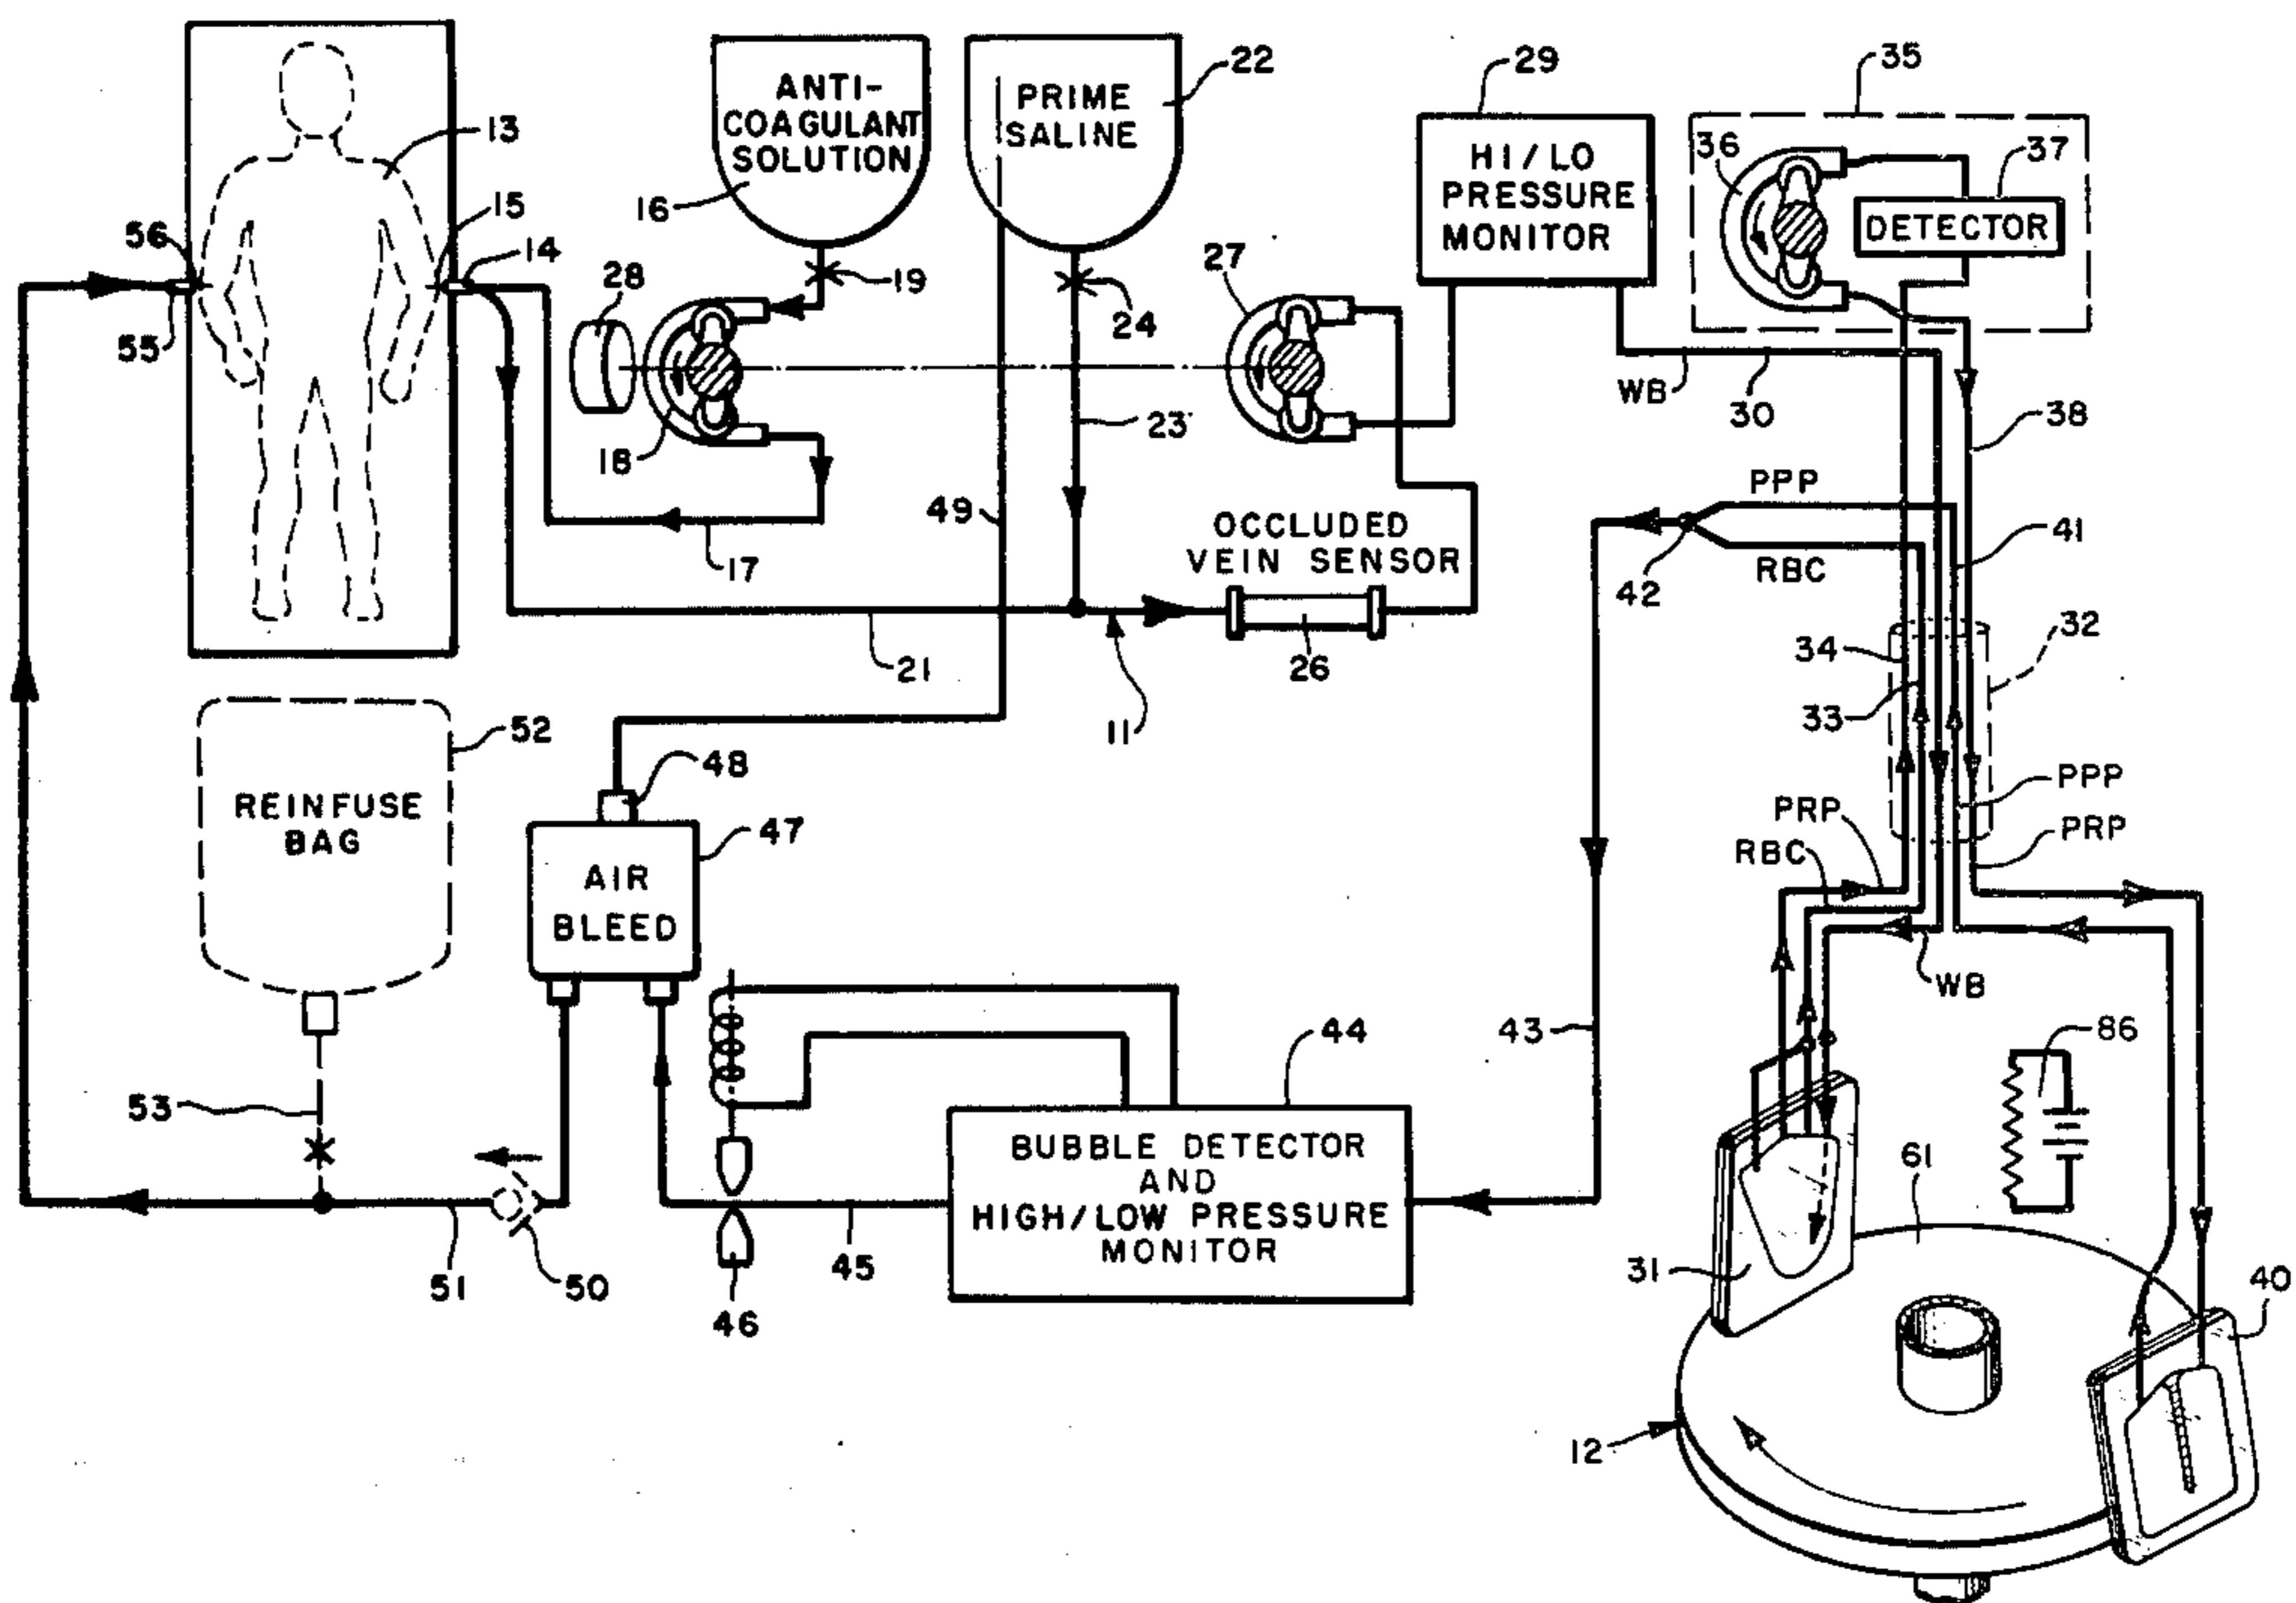 35
22
29
ANTI-
COAGULANT
SOLUTION
PRIME
SALINE
13
HI/LO
PRESSURE
MONITOR
36
37
DETECTOR
15
16
56
14
27
28
19
24
55
WB
30
38
23
18
PPP
49
OCCLUDED
VEIN SENSOR
41
17
RBC
42
32
34
21
26
33
11
52
48
PPP
REINFUSE
BAG
PRP
47
PRP
RBC
AIR
BLEED
WB
43
44
86
53
BUBBLE DETECTOR
AND
HIGH/LOW PRESSURE
MONITOR
61
31
40
51
50
45
46
12